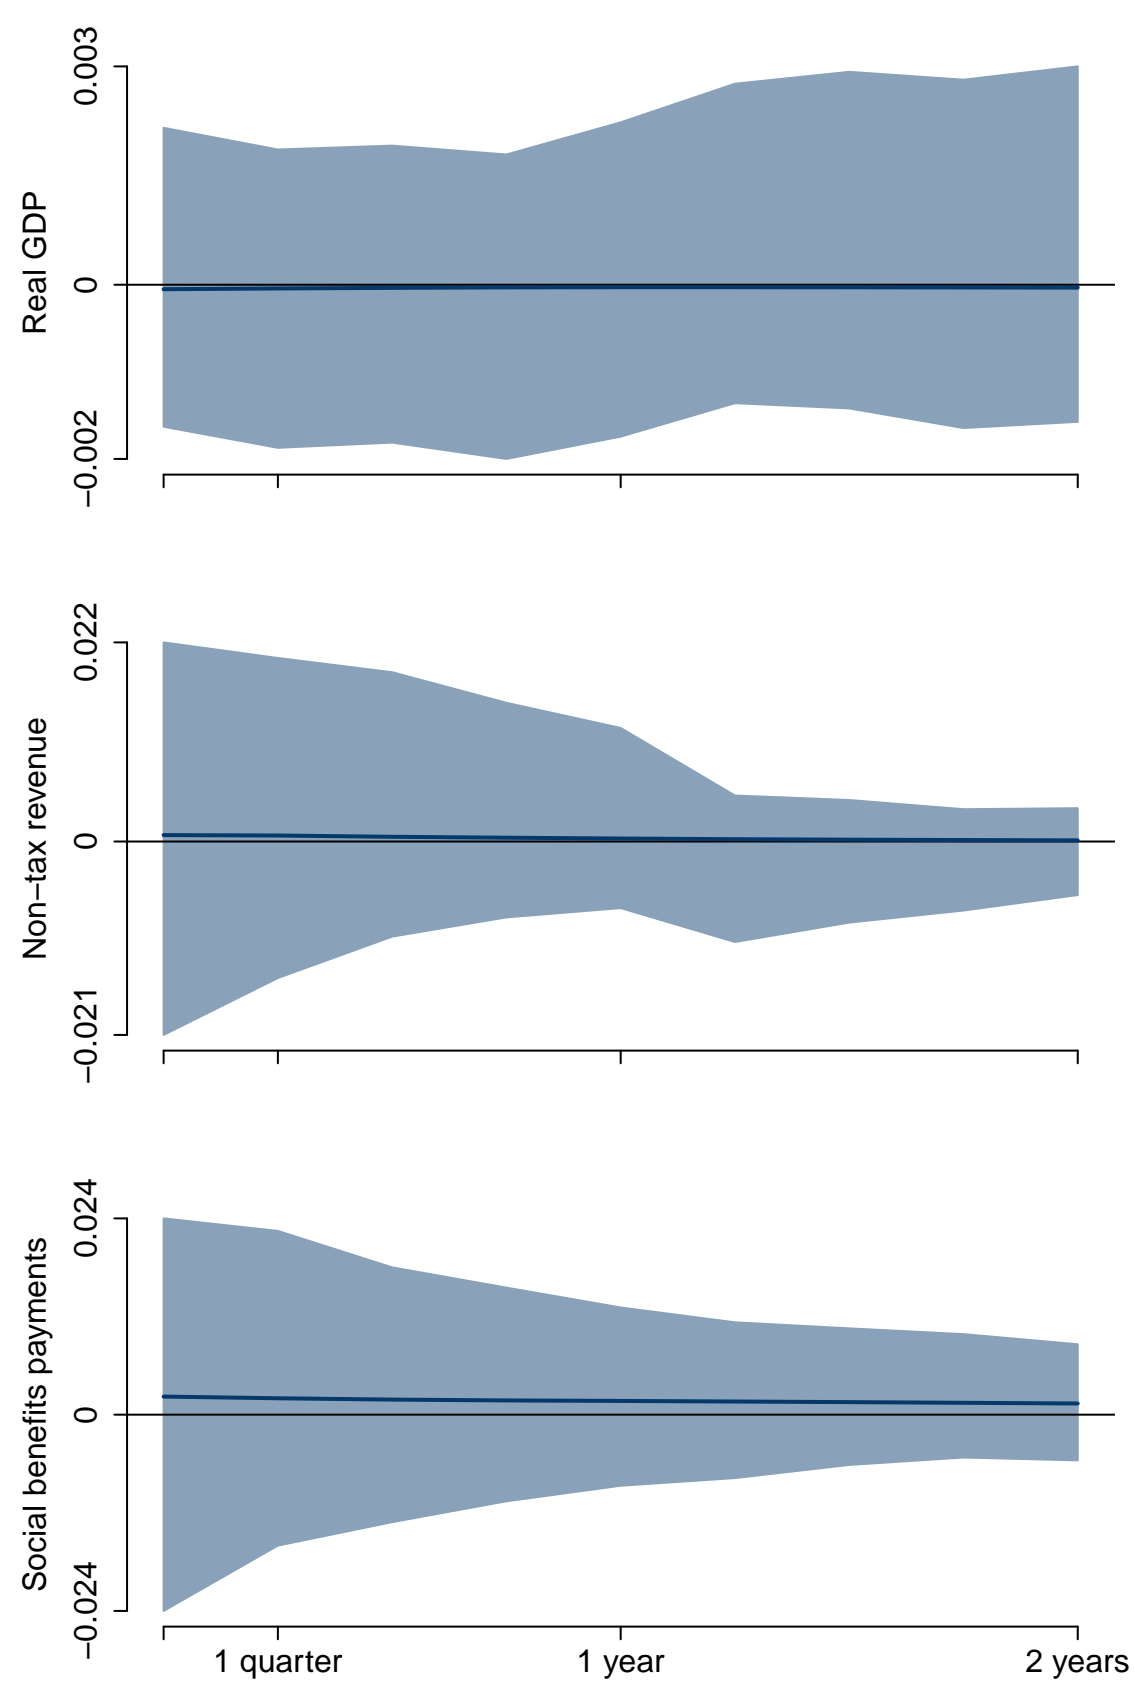 Real GDP
0.003
0
−0.002
Non−tax revenue
0.022
0
−0.021
Social benefits payments
0.024
0
−0.024
1 quarter
1 year
2 years